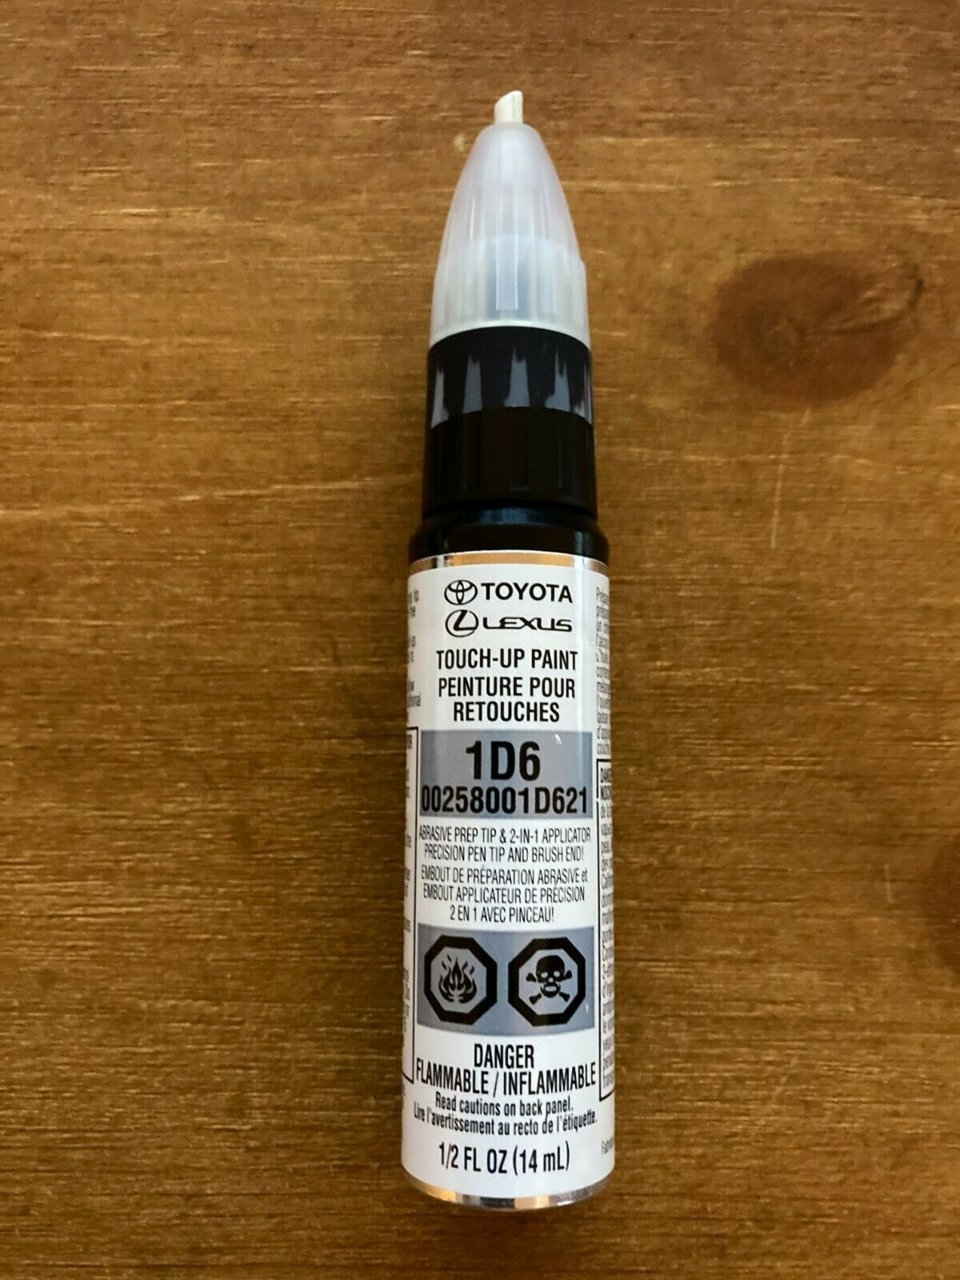 TOYOTA
LEXUS
TOUCH-UP PAINT
PEINTURE POUR
RETOUCHES
1D6
00258001D621
ABRASIVE PREP TIP & 2-IN-1 APPLICATOR
PRECISION PEN TIP AND BRUSH END!
EMBOUT DE PRÉPARATION ABRASIVE et
EMBOUT APPLICATEUR DE PRÉCISION
2 EN 1 AVEC PINCEAU!
DANGER
FLAMMABLE / INFLAMMABLE
Read cautions on back panel.
Lire l'avertissement au recto de l'étiquette.
1/2 FL OZ (14 mL)